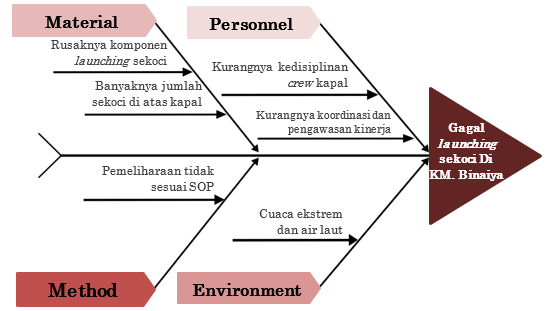 Material
Personnel
Rusaknya komponen
launching sekoci
Banyaknya jumlah
sekoci di atas kapal
Kurangnya kedisiplinan
crew kapal
Kurangnya koordinasi dan
pengawasan kinerja
Gagal
launching
sekoci Di
KM. Binaiya
Pemeliharaan tidak
sesuai SOP
Cuaca ekstrem
dan air laut
Method
Environment